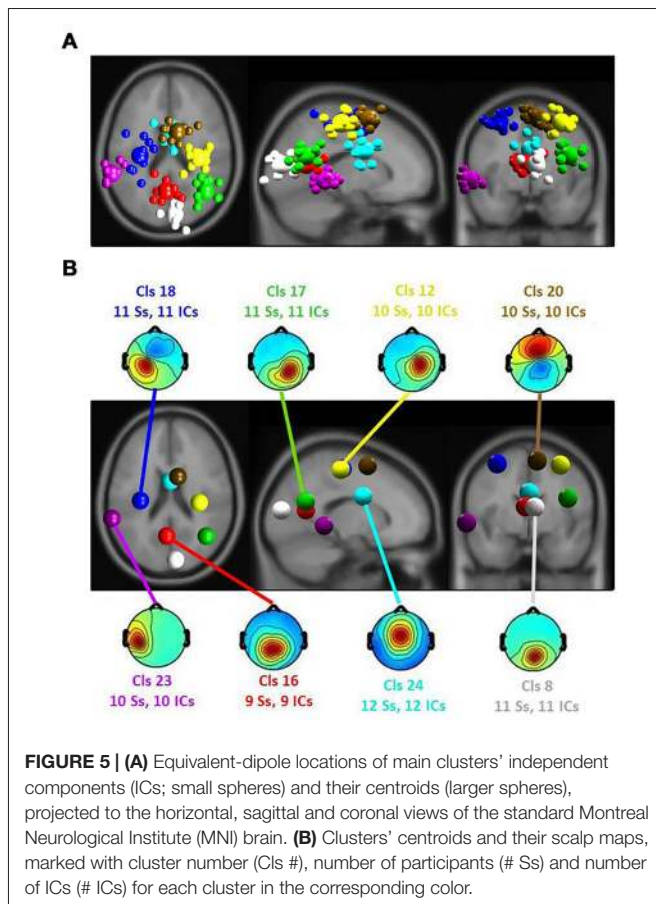 A
B
Cls 18
11 Ss, 11 ICs
Cls 17
11 Ss, 11 ICs
Cls 12
10 Ss, 10 ICs
Cls 20
10 Ss, 10 ICs
Cls 23
10 Ss, 10 ICs
Cls 16
9 Ss, 9 ICs
Cls 24
12 Ss, 12 ICs
Cls 8
11 Ss, 11 ICs
FIGURE 5 | (A) Equivalent-dipole locations of main clusters' independent
components (ICs; small spheres) and their centroids (larger spheres),
projected to the horizontal, sagittal and coronal views of the standard Montreal
Neurological Institute (MNI) brain. (B) Clusters' centroids and their scalp maps,
marked with cluster number (Cls #), number of participants (# Ss) and number
of ICs (# ICs) for each cluster in the corresponding color.